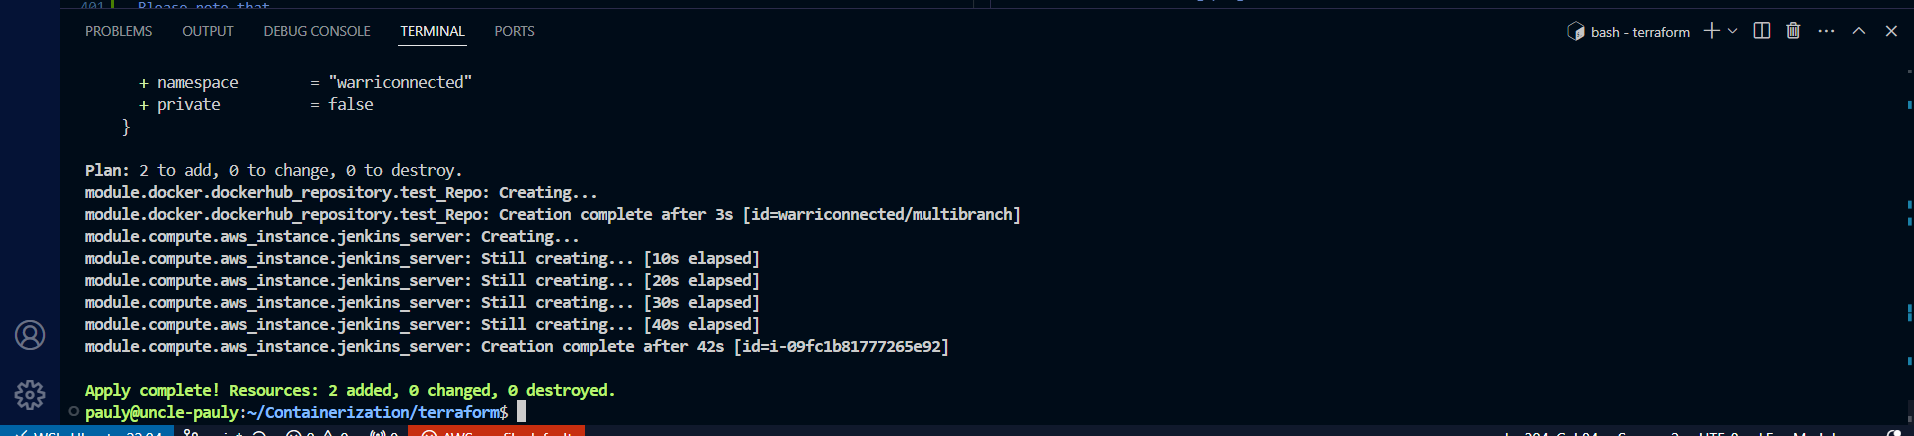 401 Please note that
PROBLEMS OUTPUT DEBUG CONSOLE TERMINAL PORTS bash - terraform
+ namespace = "warriconnected"
+ private = false
}
Plan: 2 to add, 0 to change, 0 to destroy.
module.docker.dockerhub_repository.test_Repo: Creating...
module.docker.dockerhub_repository.test_Repo: Creation complete after 3s [id=warriconnected/multibranch]
module.compute.aws_instance.jenkins_server: Creating...
module.compute.aws_instance.jenkins_server: Still creating... [10s elapsed]
module.compute.aws_instance.jenkins_server: Still creating... [20s elapsed]
module.compute.aws_instance.jenkins_server: Still creating... [30s elapsed]
module.compute.aws_instance.jenkins_server: Still creating... [40s elapsed]
module.compute.aws_instance.jenkins_server: Creation complete after 42s [id=i-09fc1b81777265e92]
Apply complete! Resources: 2 added, 0 changed, 0 destroyed.
pauly@uncle-pauly:~/Containerization/terraform$